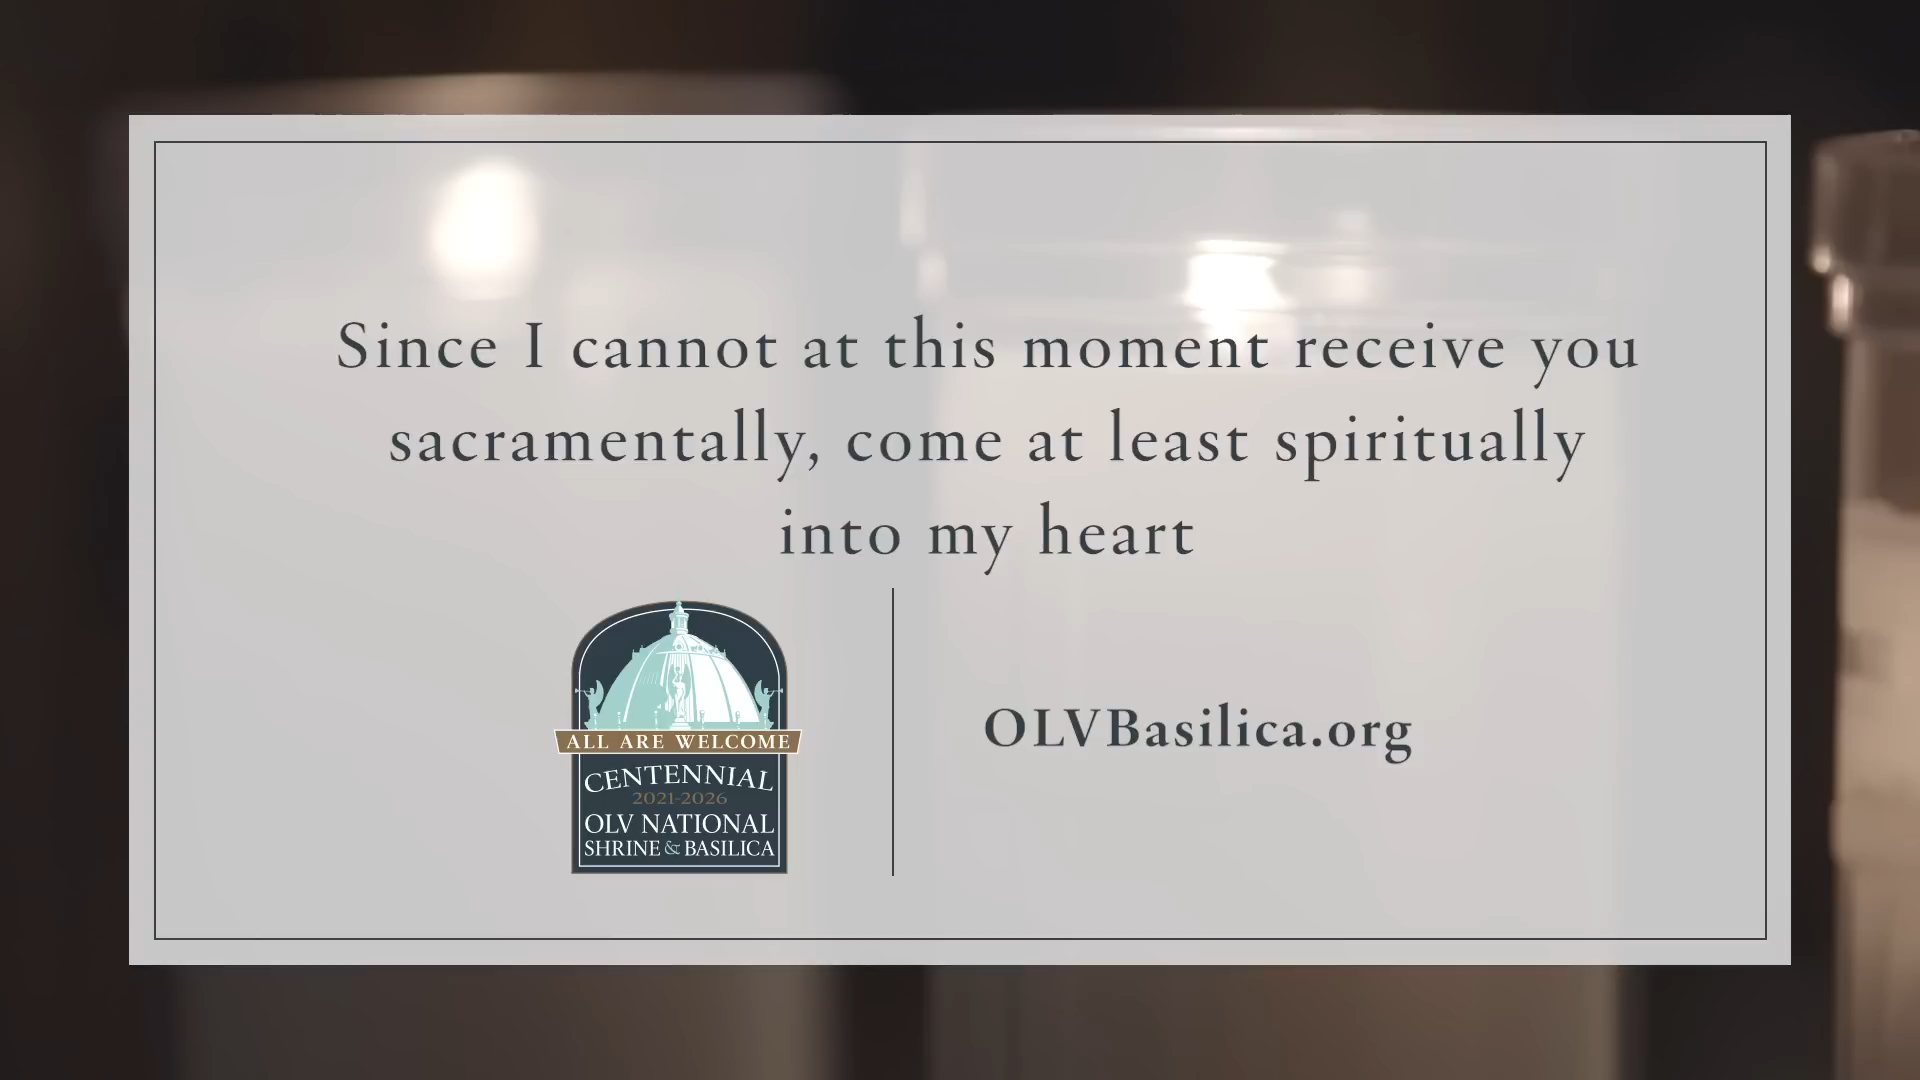 Since I cannot at this moment receive you
sacramentally, come at least spiritually
into my heart
ALL ARE WELCOME
CENTENNIAL
2021-2026
OLV NATIONAL
SHRINE & BASILICA
OLVBasilica.org